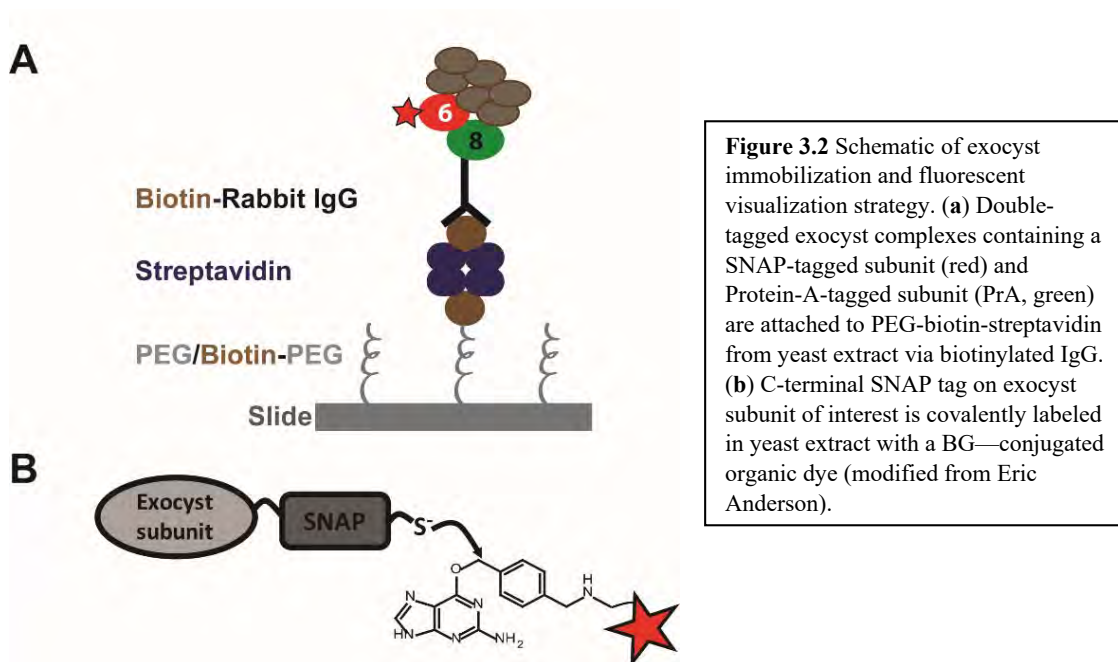 A
6
8
Biotin-Rabbit IgG
Streptavidin
PEG/Biotin-PEG
Slide
B
Exocyst
subunit
SNAP
S-
O
H
N
N
N
HN
N
NH2
Figure 3.2 Schematic of exocyst
immobilization and fluorescent
visualization strategy. (a) Double-
tagged exocyst complexes containing a
SNAP-tagged subunit (red) and
Protein-A-tagged subunit (PrA, green)
are attached to PEG-biotin-streptavidin
from yeast extract via biotinylated IgG.
(b) C-terminal SNAP tag on exocyst
subunit of interest is covalently labeled
in yeast extract with a BG—conjugated
organic dye (modified from Eric
Anderson).